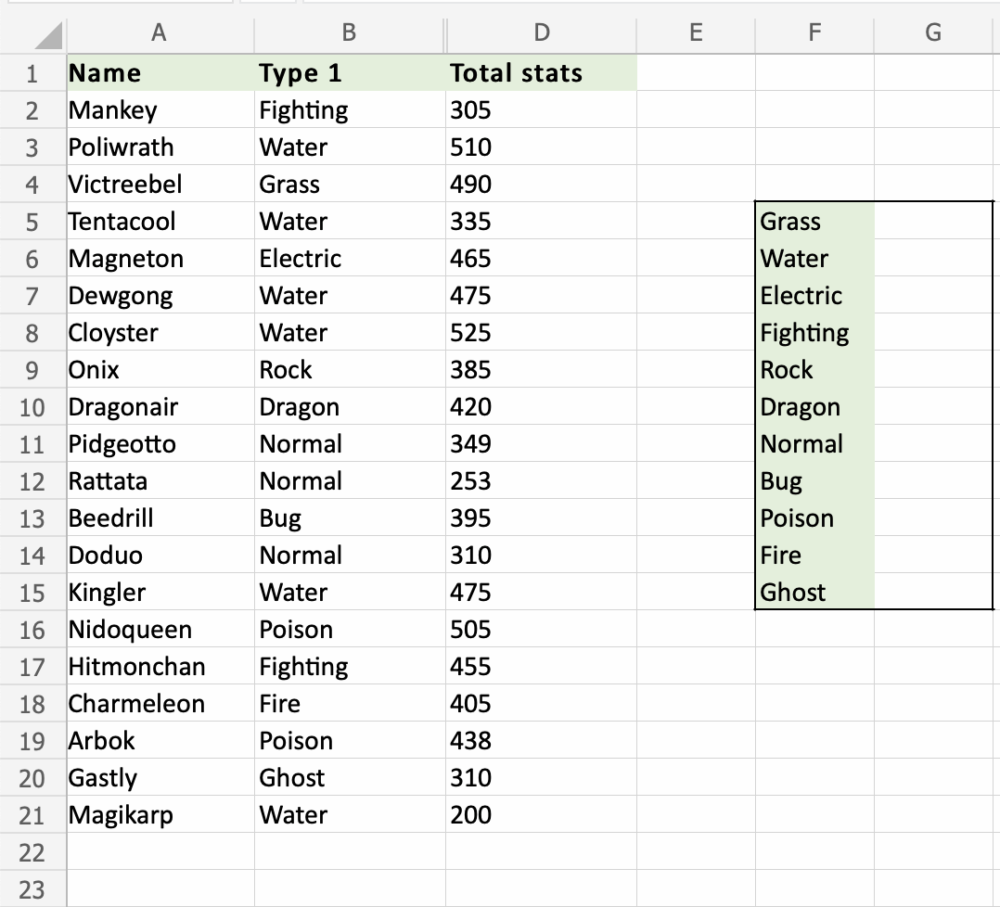 A B D E F G
1 Name Type 1 Total stats
2 Mankey Fighting 305
3 Poliwrath Water 510
4 Victreebel Grass 490
5 Tentacool Water 335 Grass
6 Magneton Electric 465 Water
7 Dewgong Water 475 Electric
8 Cloyster Water 525 Fighting
9 Onix Rock 385 Rock
10 Dragonair Dragon 420 Dragon
11 Pidgeotto Normal 349 Normal
12 Rattata Normal 253 Bug
13 Beedrill Bug 395 Poison
14 Doduo Normal 310 Fire
15 Kingler Water 475 Ghost
16 Nidoqueen Poison 505
17 Hitmonchan Fighting 455
18 Charmeleon Fire 405
19 Arbok Poison 438
20 Gastly Ghost 310
21 Magikarp Water 200
22
23